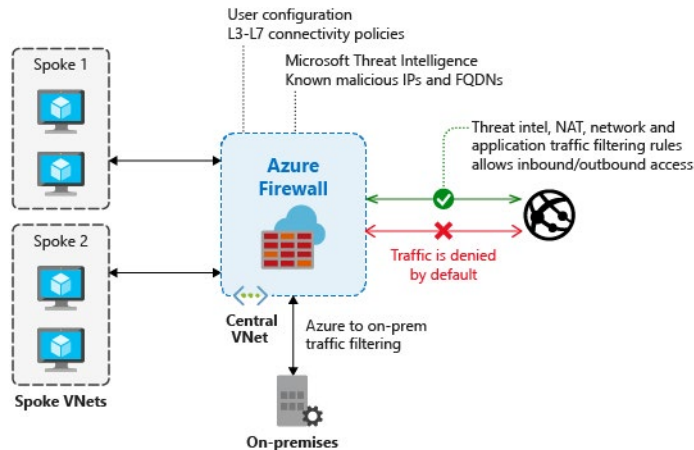 User configuration
L3-L7 connectivity policies
Microsoft Threat Intelligence
Known malicious IPs and FQDNs
Spoke 1
Spoke 2
Spoke VNets
Azure
Firewall
Central
VNet
Threat intel, NAT, network and
application traffic filtering rules
allows inbound/outbound access
Traffic is denied
by default
Azure to on-prem
traffic filtering
On-premises